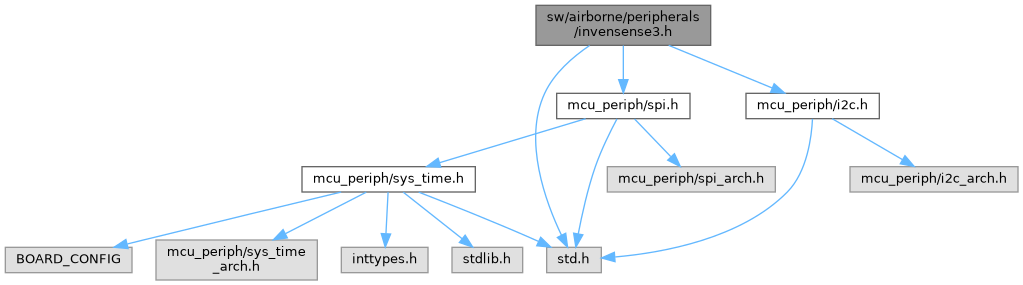 sw/airborne/peripherals
/invensense3.h
mcu_periph/spi.h
mcu_periph/i2c.h
mcu_periph/sys_time.h
mcu_periph/spi_arch.h
mcu_periph/i2c_arch.h
BOARD_CONFIG
mcu_periph/sys_time
_arch.h
inttypes.h
stdlib.h
std.h